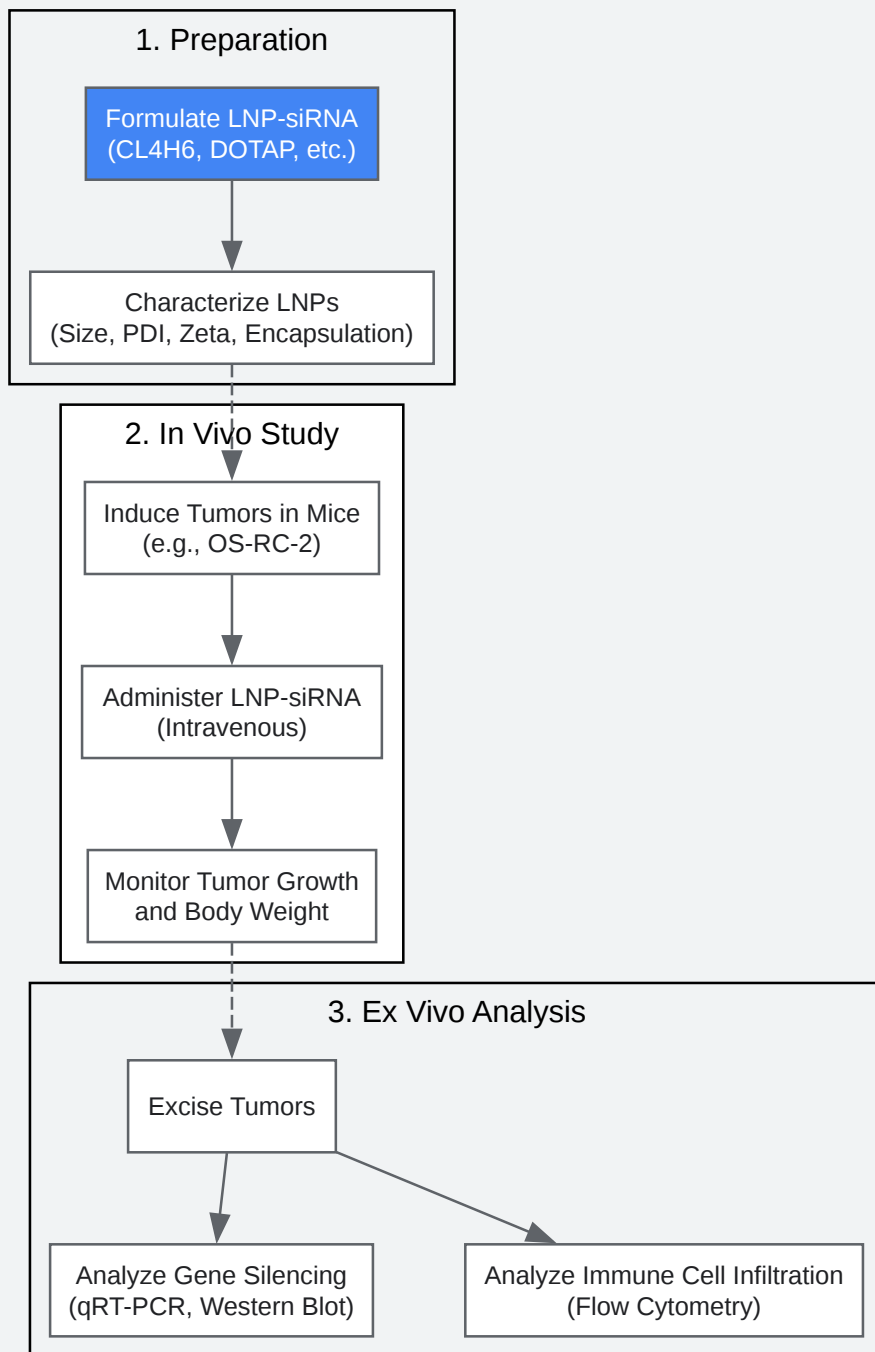 1. Preparation
Formulate LNP-siRNA
(CL4H6, DOTAP, etc.)
Characterize LNPs
(Size, PDI, Zeta, Encapsulation)
2. In Vivo Study
Induce Tumors in Mice
(e.g., OS-RC-2)
Administer LNP-siRNA
(Intravenous)
Monitor Tumor Growth
and Body Weight
3. Ex Vivo Analysis
Excise Tumors
Analyze Gene Silencing
(qRT-PCR, Western Blot)
Analyze Immune Cell Infiltration
(Flow Cytometry)